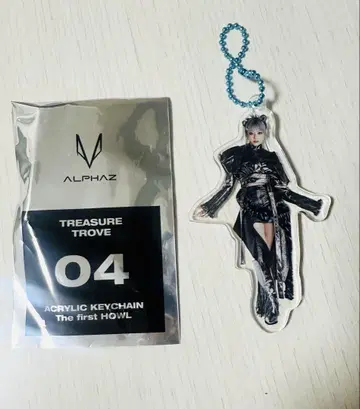 ALPHAZ
TREASURE
TROVE
04
ACRYLIC KEYCHAIN
The first HOWL